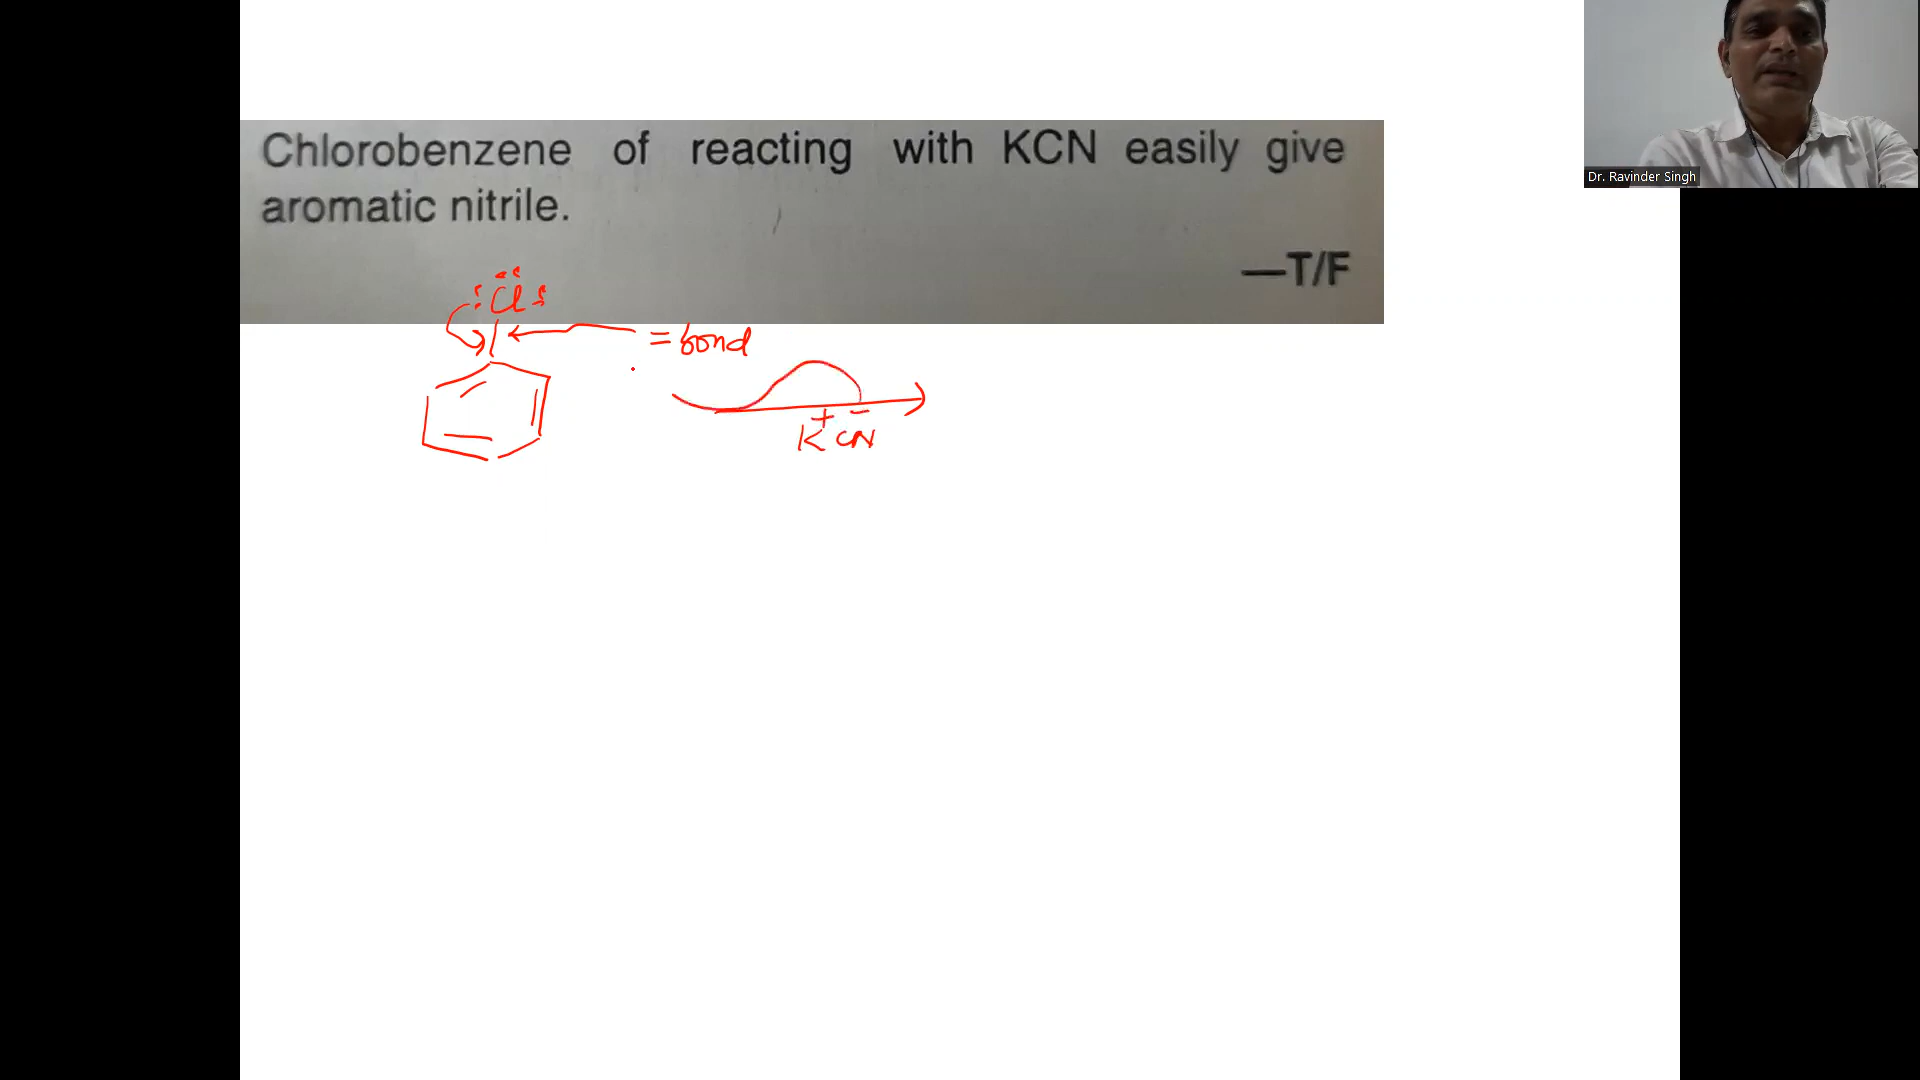 Dr. Ravinder Singh
Chlorobenzene of reacting with KCN easily give
aromatic nitrile.
—T/F
:Cl:
= bond
+ −
K CN